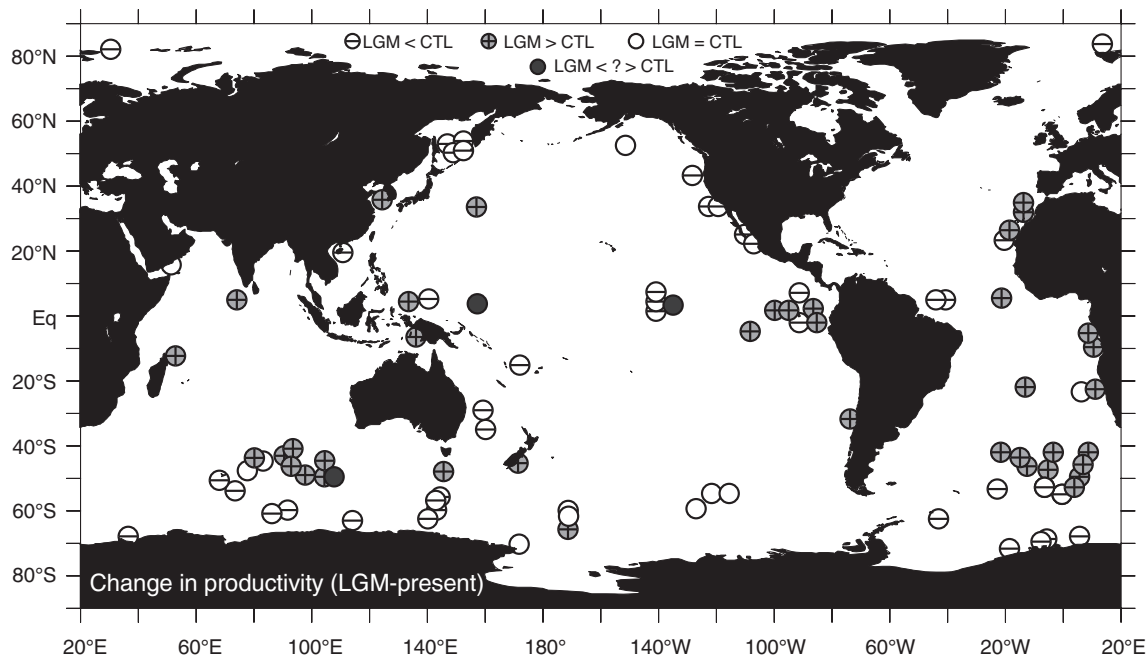 LGM < CTL LGM > CTL LGM = CTL
LGM < ? > CTL
80°N
60°N
40°N
20°N
Eq
20°S
40°S
60°S
80°S
Change in productivity (LGM-present)
20°E 60°E 100°E 140°E 180° 140°W 100°W 60°W 20°W 20°E